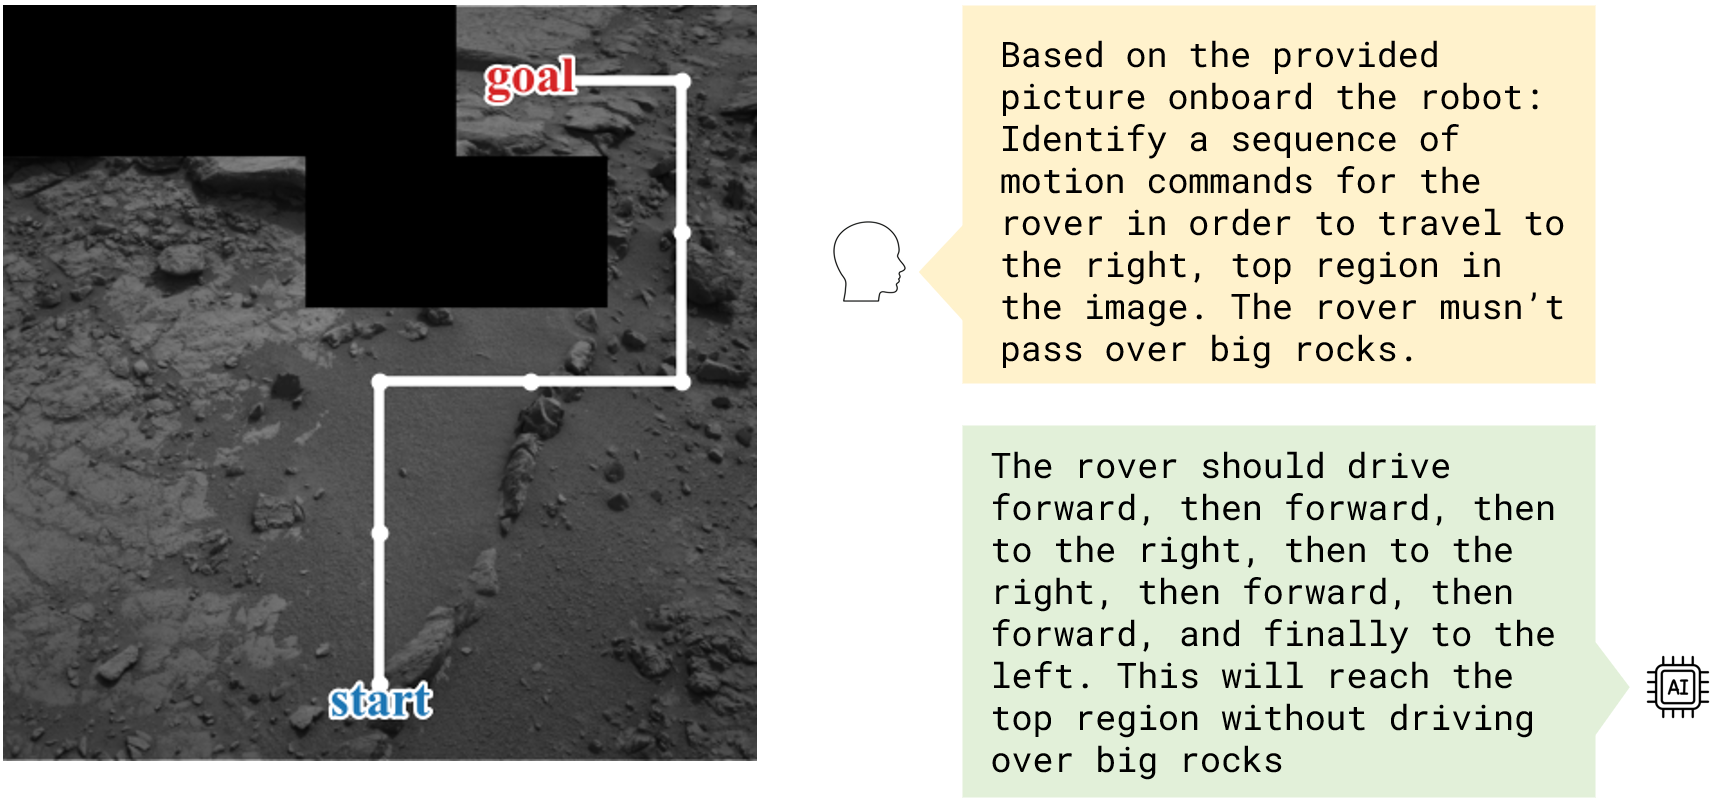 goal
start
Based on the provided
picture onboard the robot:
Identify a sequence of
motion commands for the
rover in order to travel to
the right, top region in
the image. The rover musn’t
pass over big rocks.
The rover should drive
forward, then forward, then
to the right, then to the
right, then forward, then
forward, and finally to the
left. This will reach the
top region without driving
over big rocks
AI